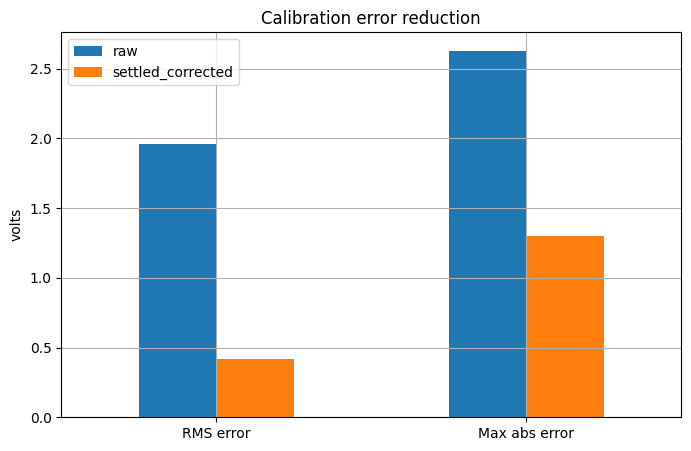 Calibration error reduction
raw
settled_corrected
volts
2.5
2.0
1.5
1.0
0.5
0.0
RMS error
Max abs error